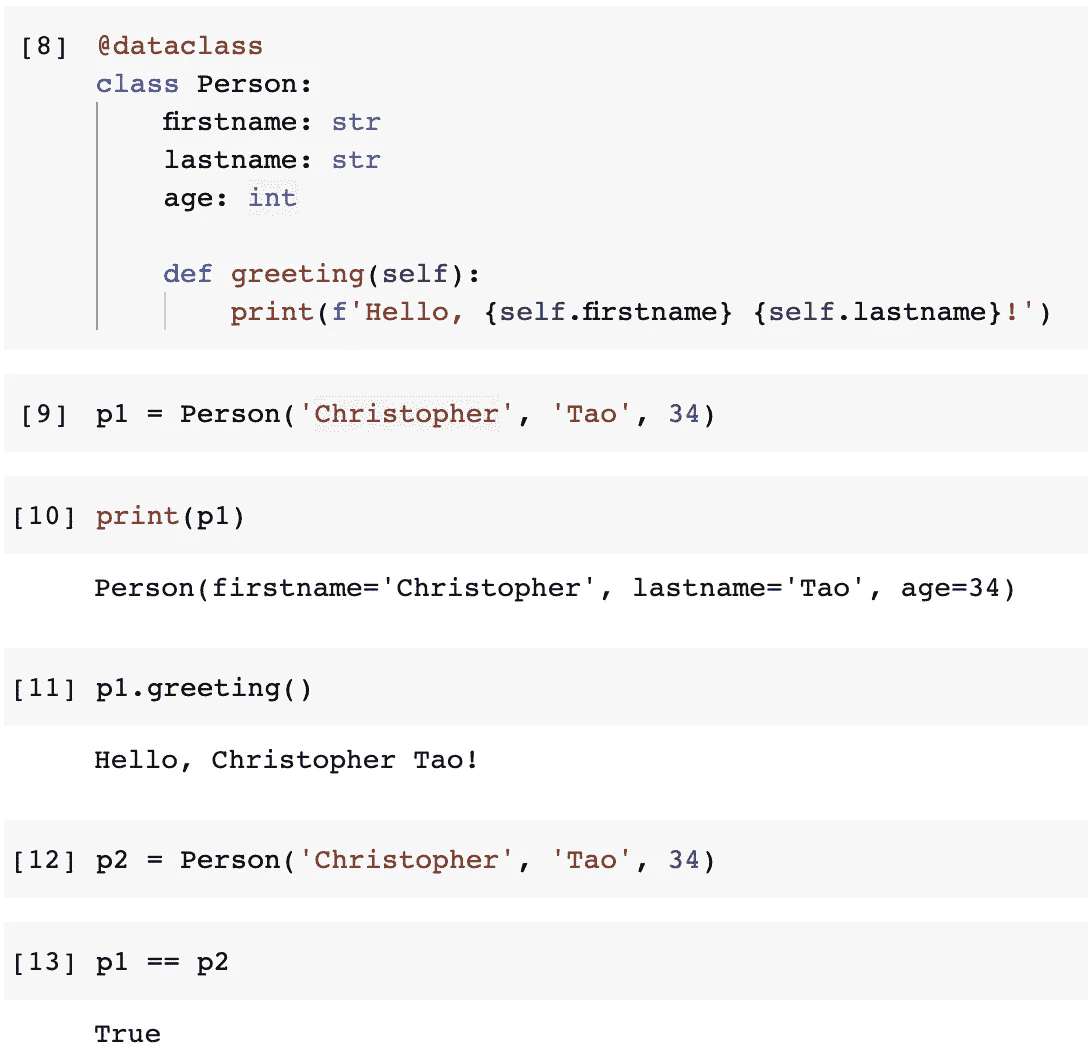 [8] @dataclass
class Person:
    firstname: str
    lastname: str
    age: int

    def greeting(self):
        print(f'Hello, {self.firstname} {self.lastname}!')
[9] p1 = Person('Christopher', 'Tao', 34)
[10] print(p1)
Person(firstname='Christopher', lastname='Tao', age=34)
[11] p1.greeting()
Hello, Christopher Tao!
[12] p2 = Person('Christopher', 'Tao', 34)
[13] p1 == p2
True